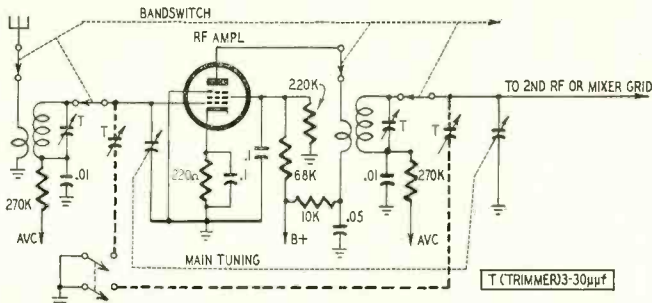 BANDSWITCH
RF AMPL
220K
TO 2ND RF OR MIXER GRID
T
T
T
T
.01
270K
AVC
220Ω
.1
.1
68K
10K
.05
B+
.01
270K
AVC
MAIN TUNING
T (TRIMMER)3-30µµf